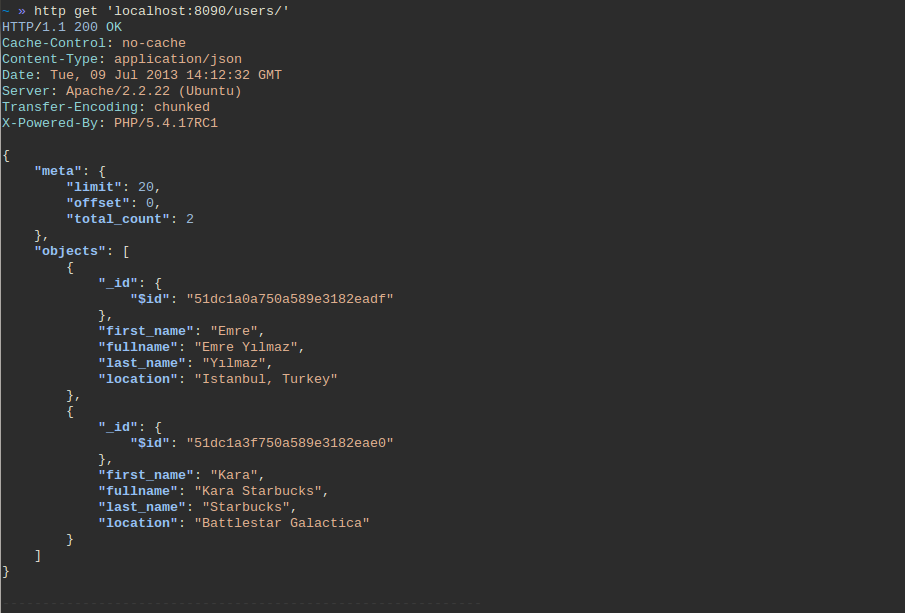 ~ » http get 'localhost:8090/users/'
HTTP/1.1 200 OK
Cache-Control: no-cache
Content-Type: application/json
Date: Tue, 09 Jul 2013 14:12:32 GMT
Server: Apache/2.2.22 (Ubuntu)
Transfer-Encoding: chunked
X-Powered-By: PHP/5.4.17RC1

{
    "meta": {
        "limit": 20,
        "offset": 0,
        "total_count": 2
    },
    "objects": [
        {
            "_id": {
                "$id": "51dc1a0a750a589e3182eadf"
            },
            "first_name": "Emre",
            "fullname": "Emre Yılmaz",
            "last_name": "Yılmaz",
            "location": "Istanbul, Turkey"
        },
        {
            "_id": {
                "$id": "51dc1a3f750a589e3182eae0"
            },
            "first_name": "Kara",
            "fullname": "Kara Starbucks",
            "last_name": "Starbucks",
            "location": "Battlestar Galactica"
        }
    ]
}